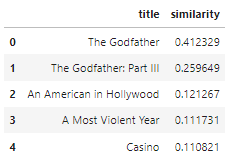 title similarity
0 The Godfather 0.412329
1 The Godfather: Part III 0.259649
2 An American in Hollywood 0.121267
3 A Most Violent Year 0.111731
4 Casino 0.110821